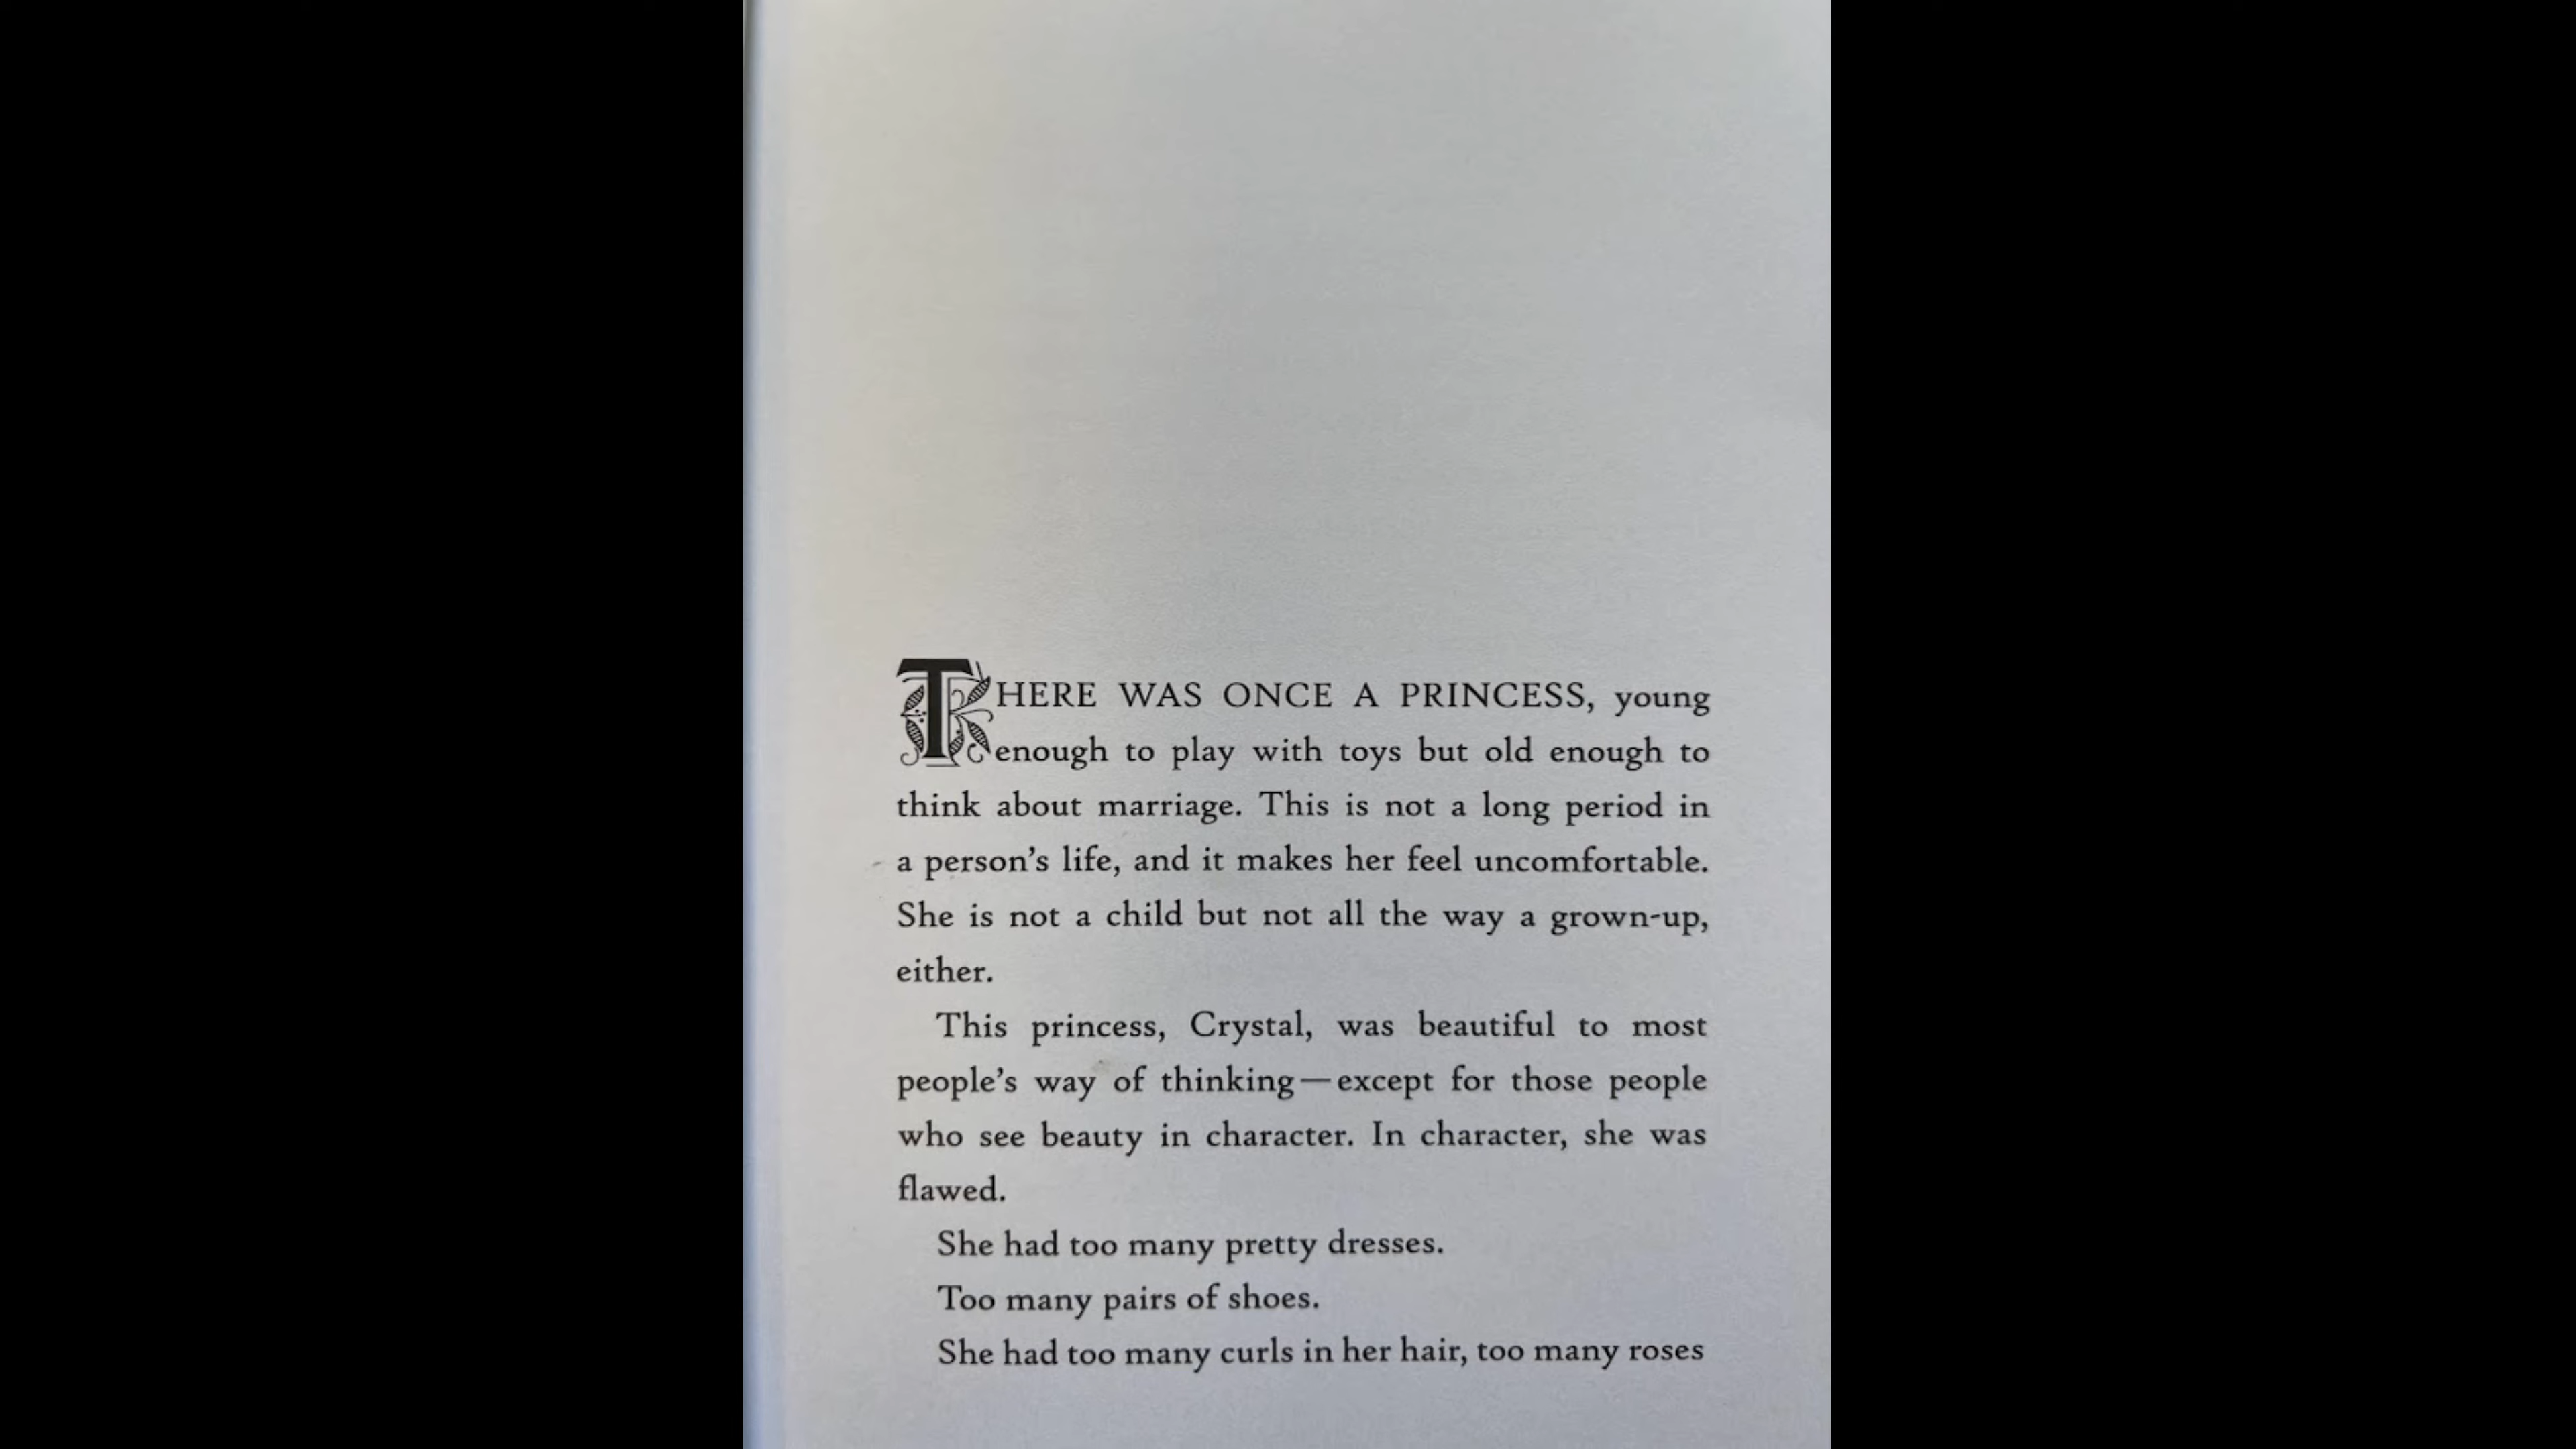 THERE WAS ONCE A PRINCESS, young
enough to play with toys but old enough to
think about marriage. This is not a long period in
a person's life, and it makes her feel uncomfortable.
She is not a child but not all the way a grown-up,
either.
This princess, Crystal, was beautiful to most
people's way of thinking—except for those people
who see beauty in character. In character, she was
flawed.
She had too many pretty dresses.
Too many pairs of shoes.
She had too many curls in her hair, too many roses